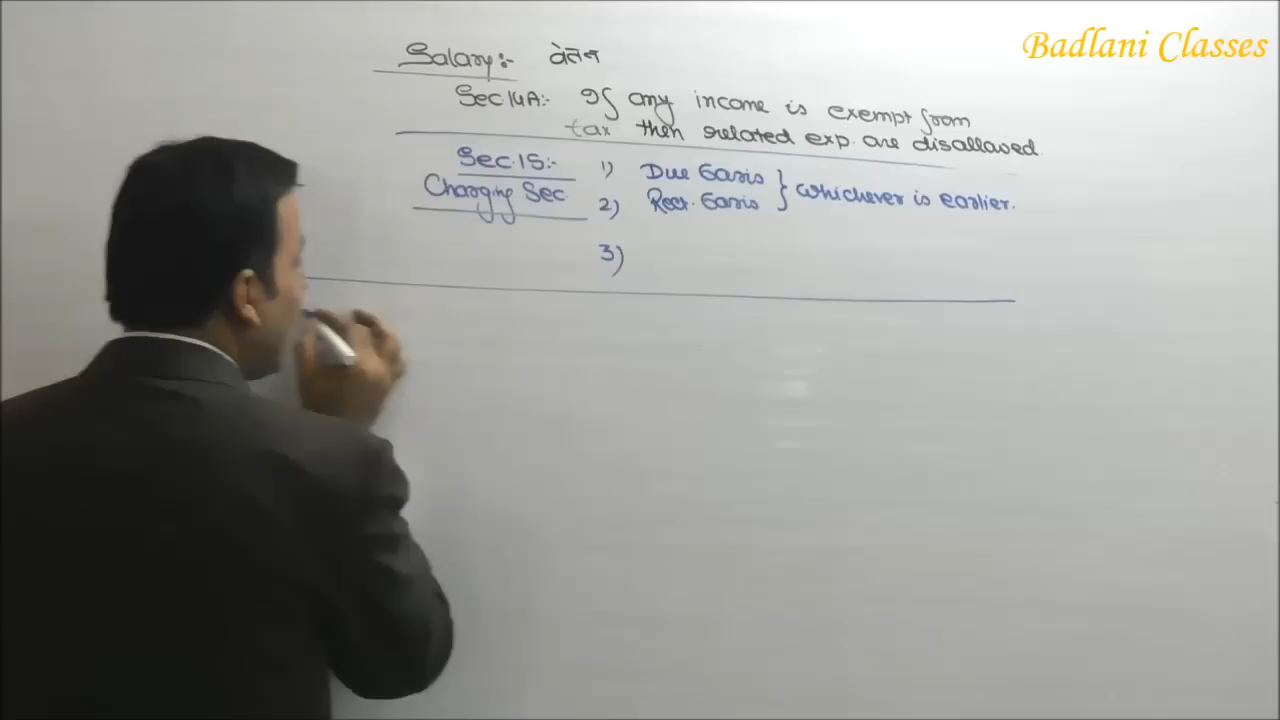 Badlani Classes
Salary:- वेतन
Sec 14A:- If any income is exempt from
tax then related exp. are disallowed.
Sec.15:- 1) Due basis } whichever is earlier.
Charging Sec 2) Rect. basis
3)